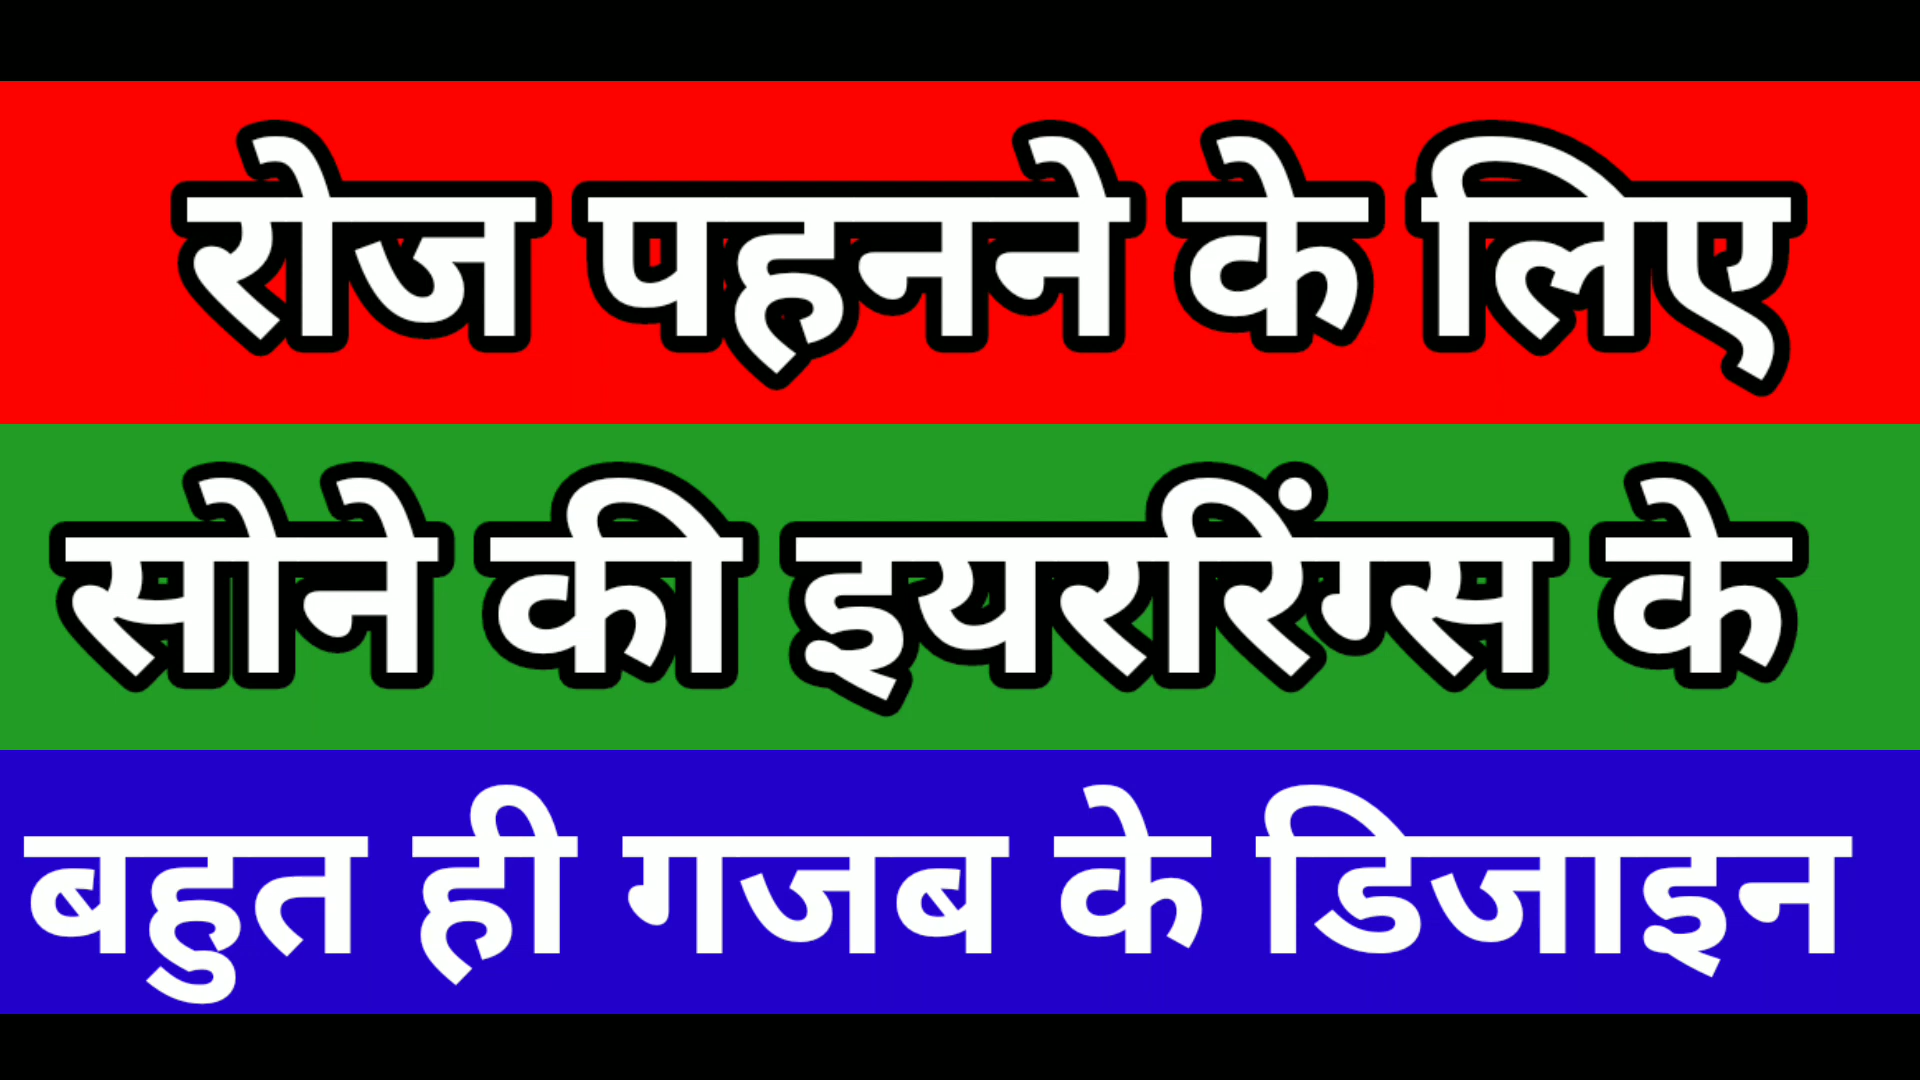 रोज पहनने के लिए
सोने की इयररिंग्स के
बहुत ही गजब के डिजाइन